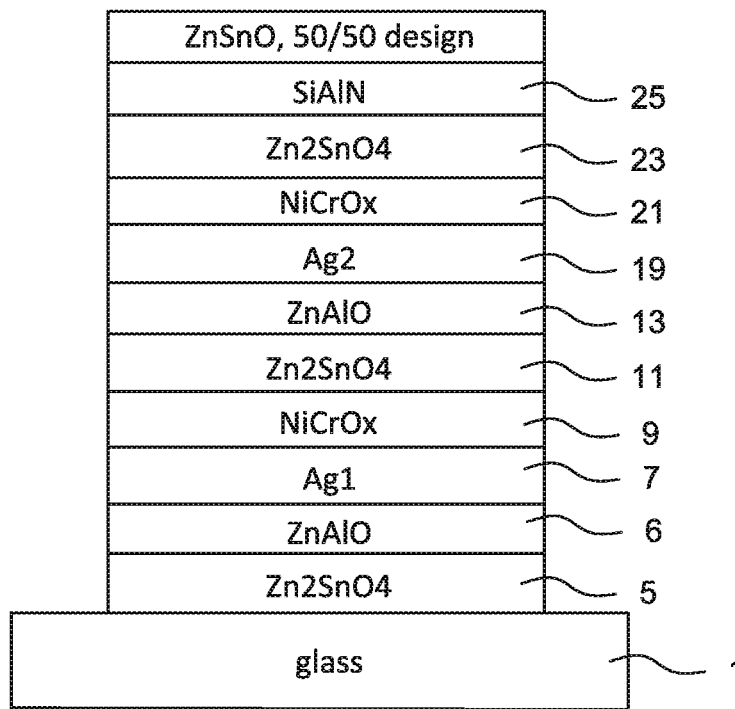 ZnSnO, 50/50 design
SiAlN 25
Zn2SnO4 23
NiCrOx 21
Ag2 19
ZnAlO 13
Zn2SnO4 11
NiCrOx 9
Ag1 7
ZnAlO 6
Zn2SnO4 5
glass